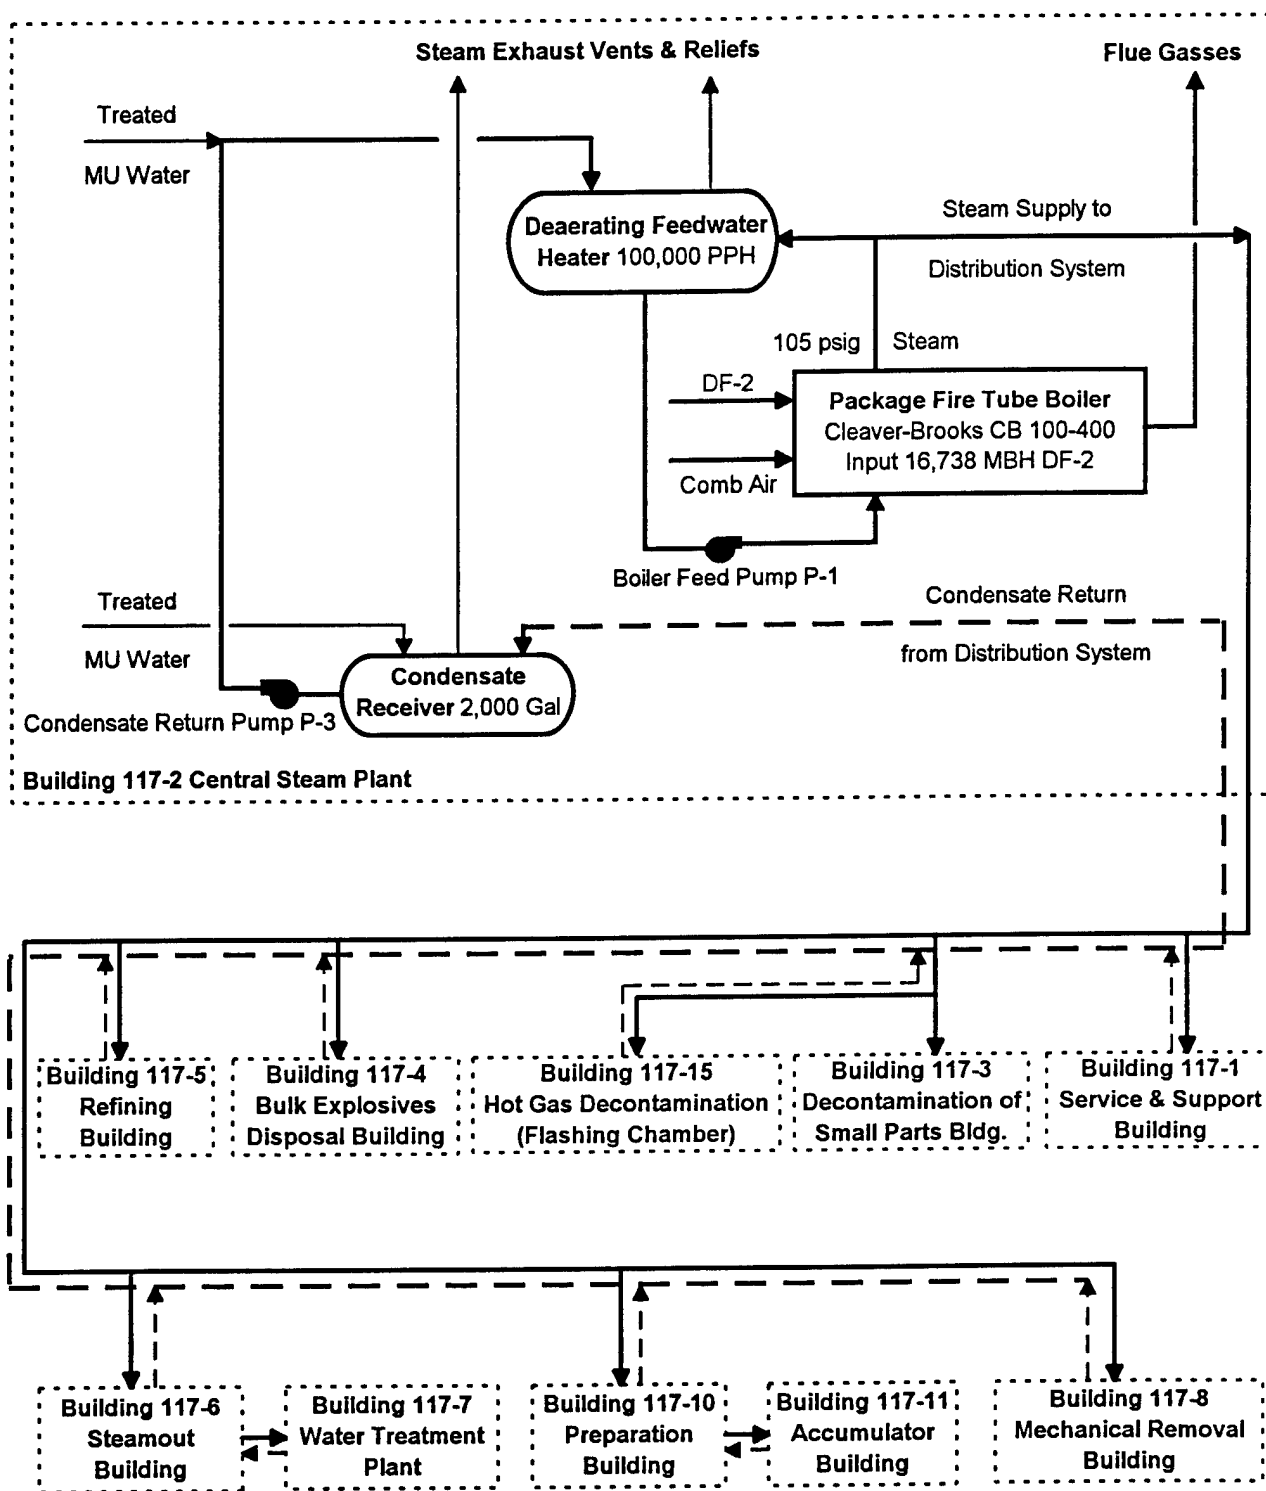 Steam Exhaust Vents & Reliefs
Flue Gasses
Treated
MU Water
Deaerating Feedwater
Heater 100,000 PPH
Steam Supply to
Distribution System
105 psig
Steam
DF-2
Comb Air
Package Fire Tube Boiler
Cleaver-Brooks CB 100-400
Input 16,738 MBH DF-2
Boiler Feed Pump P-1
Treated
MU Water
Condensate Return
from Distribution System
Condensate
Receiver 2,000 Gal
Condensate Return Pump P-3
Building 117-2 Central Steam Plant
Building 117-5
Refining
Building
Building 117-4
Bulk Explosives
Disposal Building
Building 117-15
Hot Gas Decontamination
(Flashing Chamber)
Building 117-3
Decontamination of
Small Parts Bldg.
Building 117-1
Service & Support
Building
Building 117-6
Steamout
Building
Building 117-7
Water Treatment
Plant
Building 117-10
Preparation
Building
Building 117-11
Accumulator
Building
Building 117-8
Mechanical Removal
Building